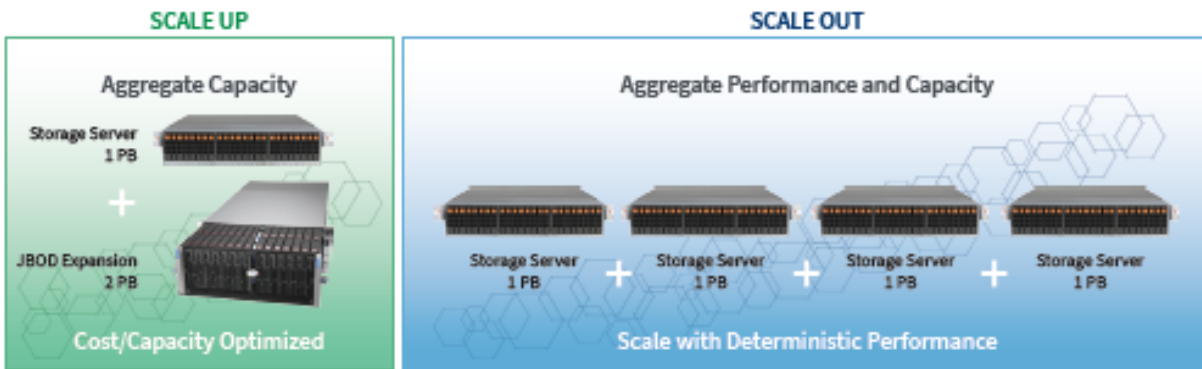 SCALE UP
Aggregate Capacity
Storage Server
1 PB
+
JBOD Expansion
2 PB
Cost/Capacity Optimized
SCALE OUT
Aggregate Performance and Capacity
Storage Server
1 PB
+
Storage Server
1 PB
+
Storage Server
1 PB
+
Storage Server
1 PB
Scale with Deterministic Performance